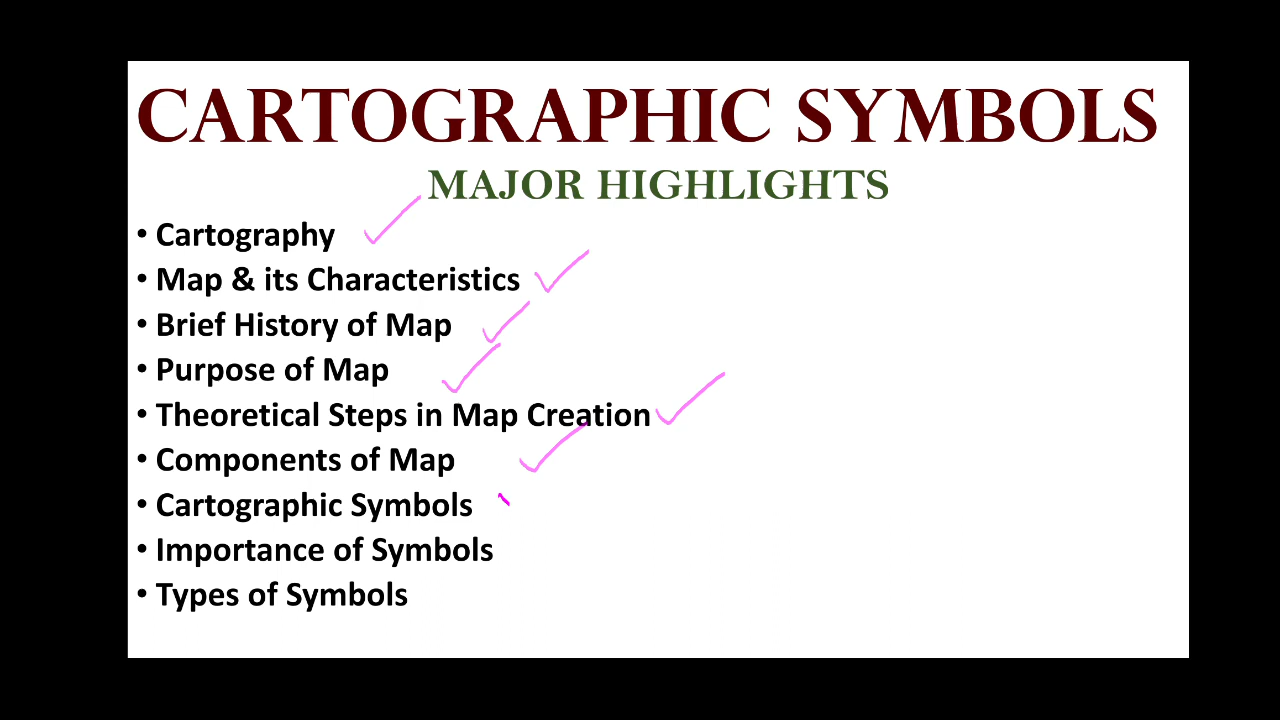 CARTOGRAPHIC SYMBOLS
MAJOR HIGHLIGHTS
• Cartography
• Map & its Characteristics
• Brief History of Map
• Purpose of Map
• Theoretical Steps in Map Creation
• Components of Map
• Cartographic Symbols
• Importance of Symbols
• Types of Symbols